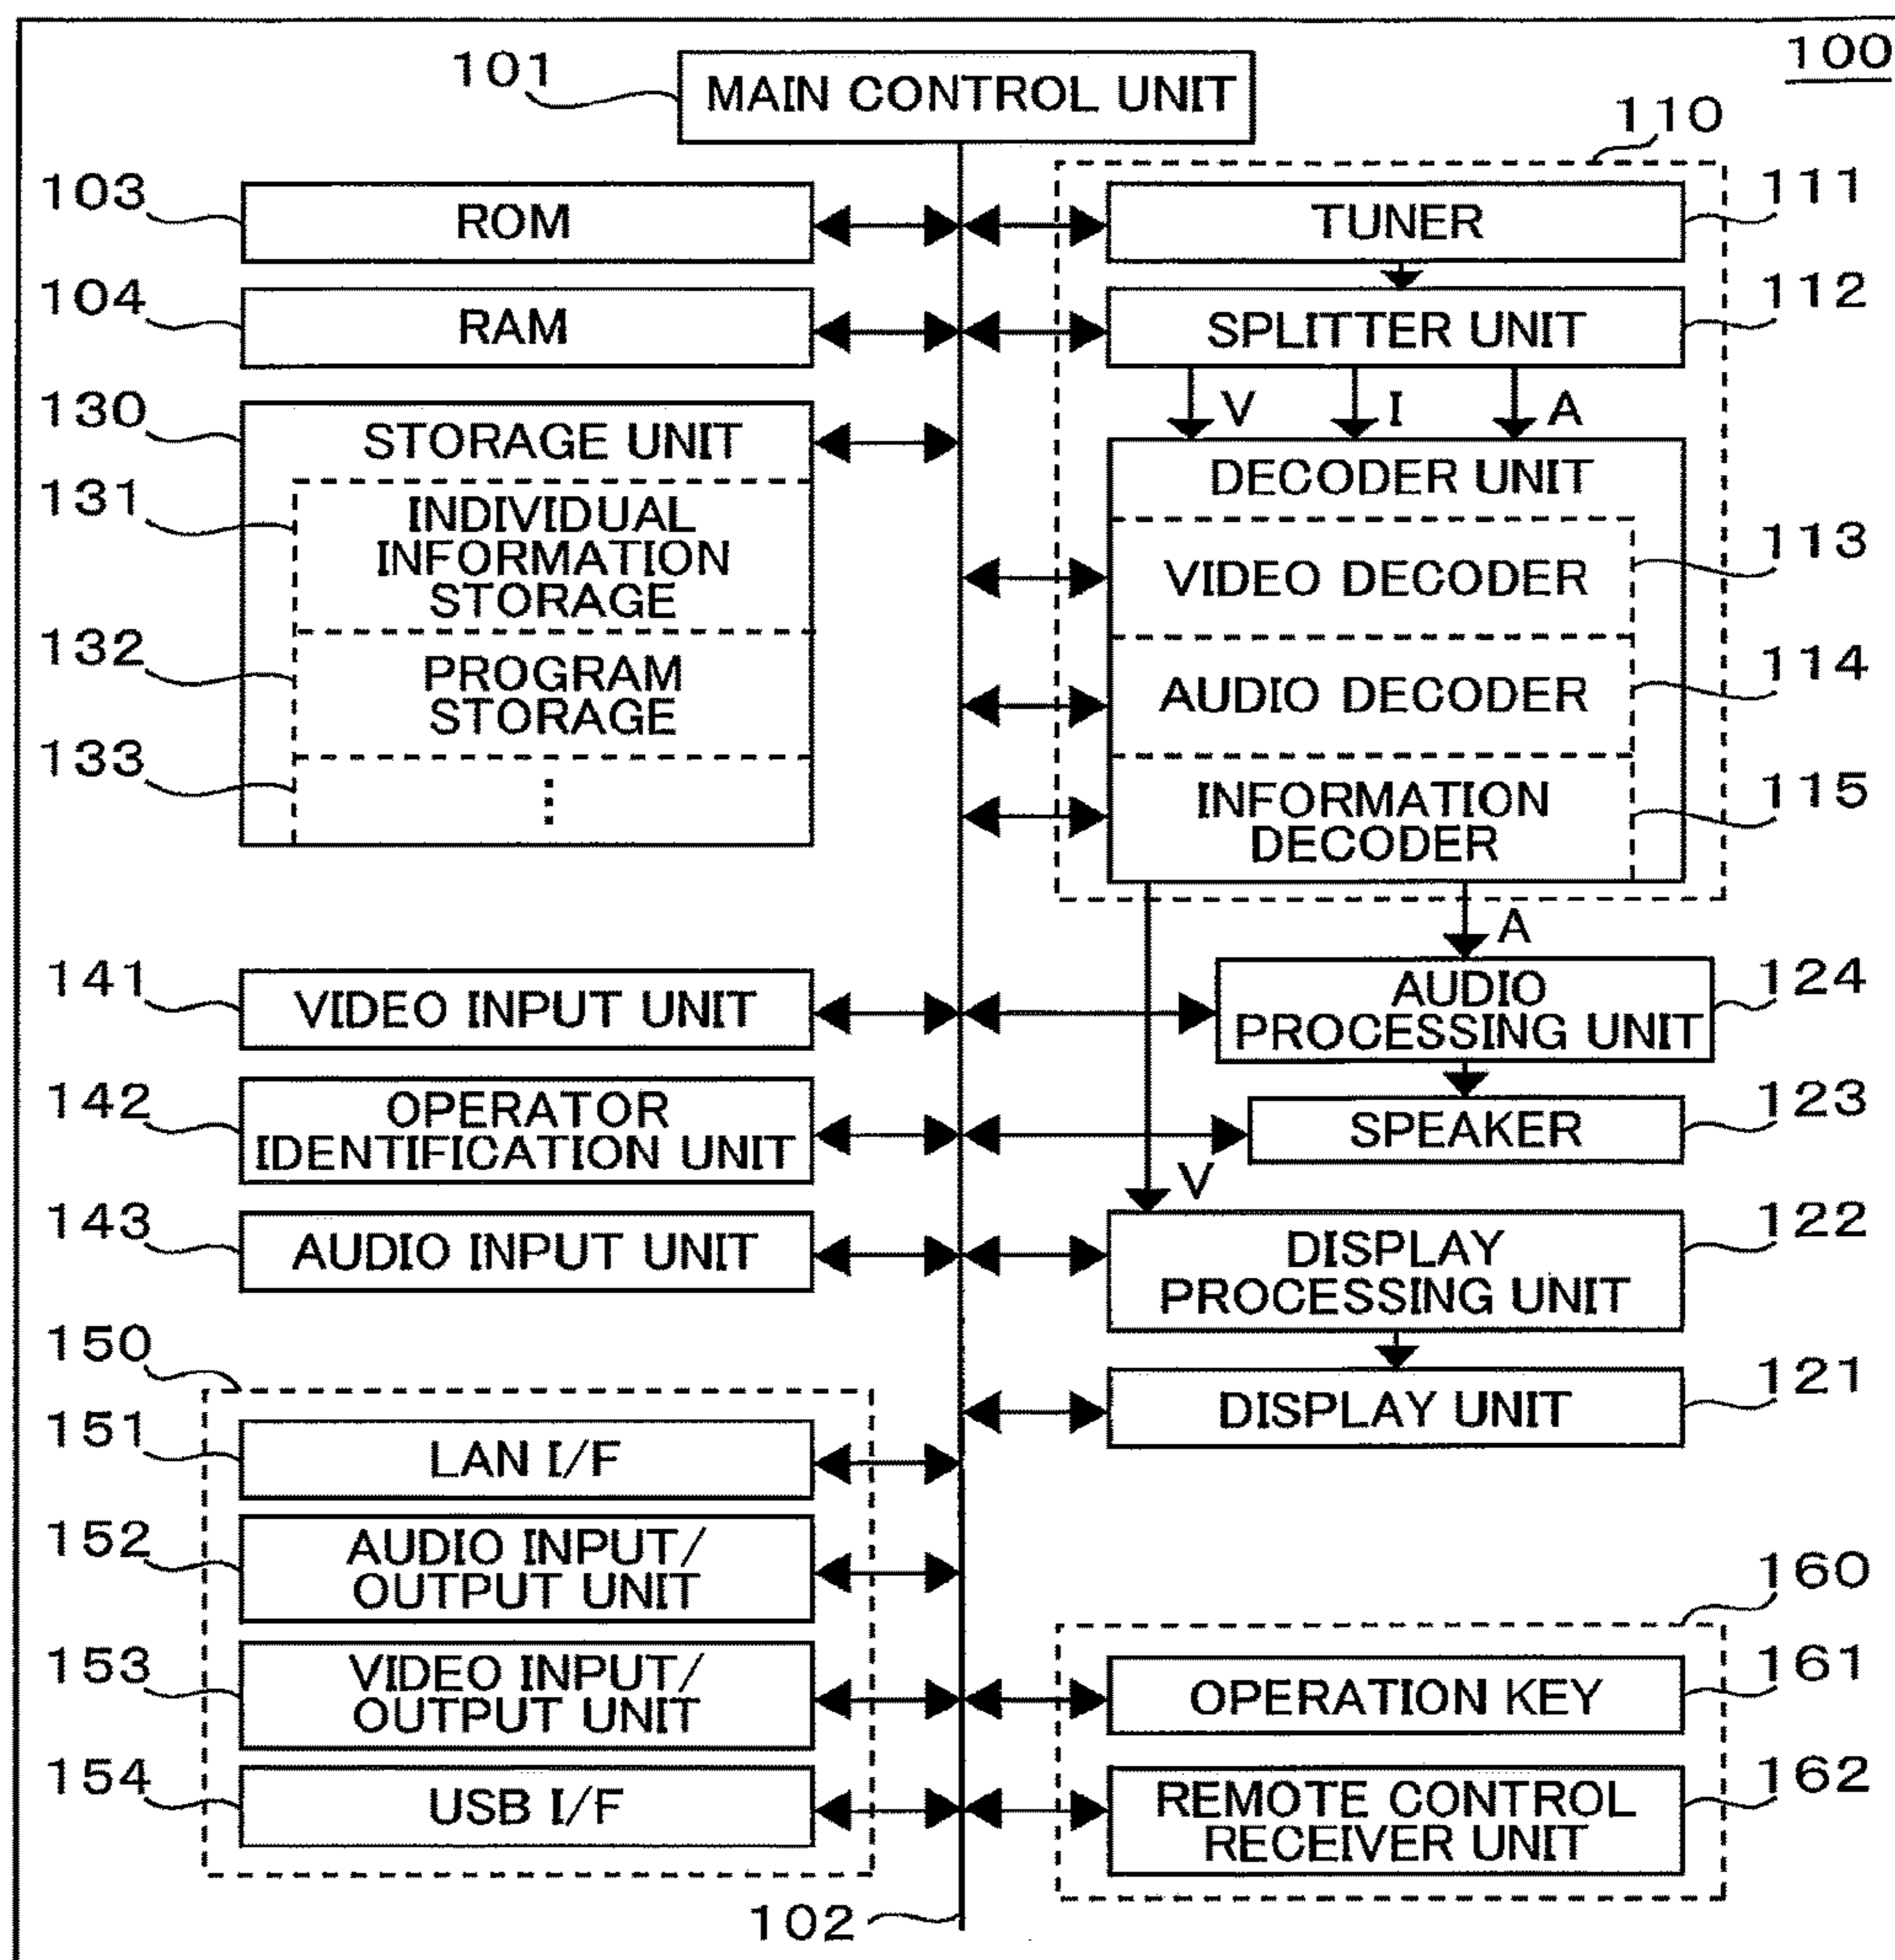 100
101
MAIN CONTROL UNIT
110
103
ROM
TUNER
111
104
RAM
SPLITTER UNIT
112
V
I
A
130
STORAGE UNIT
DECODER UNIT
131
INDIVIDUAL
INFORMATION
STORAGE
VIDEO DECODER
113
132
PROGRAM
STORAGE
AUDIO DECODER
114
133
⋮
INFORMATION
DECODER
115
A
141
VIDEO INPUT UNIT
AUDIO
PROCESSING UNIT
124
142
OPERATOR
IDENTIFICATION UNIT
SPEAKER
123
V
143
AUDIO INPUT UNIT
DISPLAY
PROCESSING UNIT
122
150
DISPLAY UNIT
121
151
LAN I/F
152
AUDIO INPUT/
OUTPUT UNIT
160
153
VIDEO INPUT/
OUTPUT UNIT
OPERATION KEY
161
154
USB I/F
REMOTE CONTROL
RECEIVER UNIT
162
102